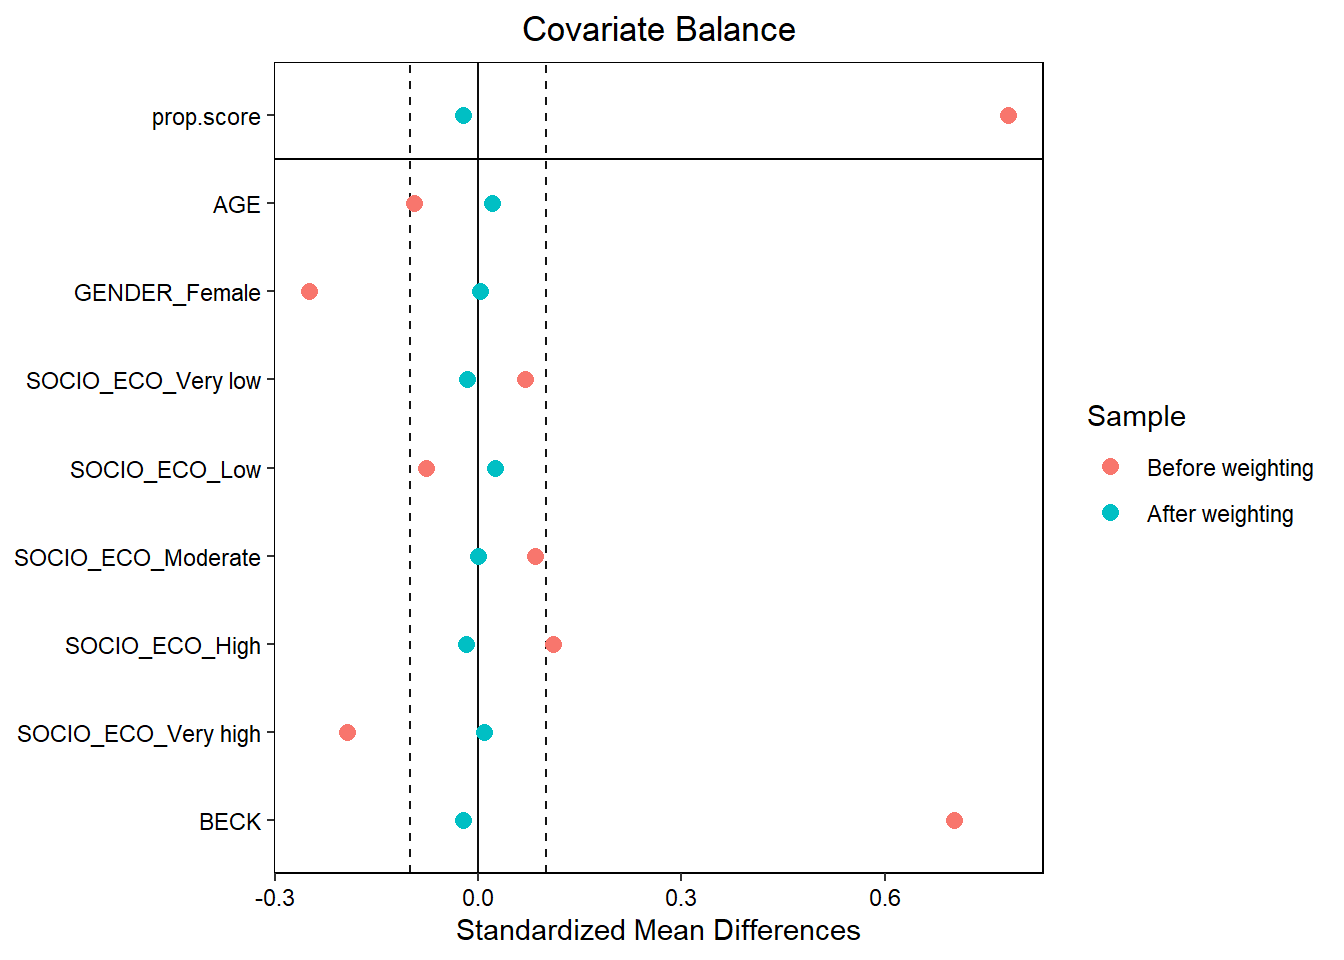 Covariate Balance
prop.score
AGE
GENDER_Female
SOCIO_ECO_Very low
SOCIO_ECO_Low
SOCIO_ECO_Moderate
SOCIO_ECO_High
SOCIO_ECO_Very high
BECK
-0.3 0.0 0.3 0.6
Standardized Mean Differences
Sample
Before weighting
After weighting